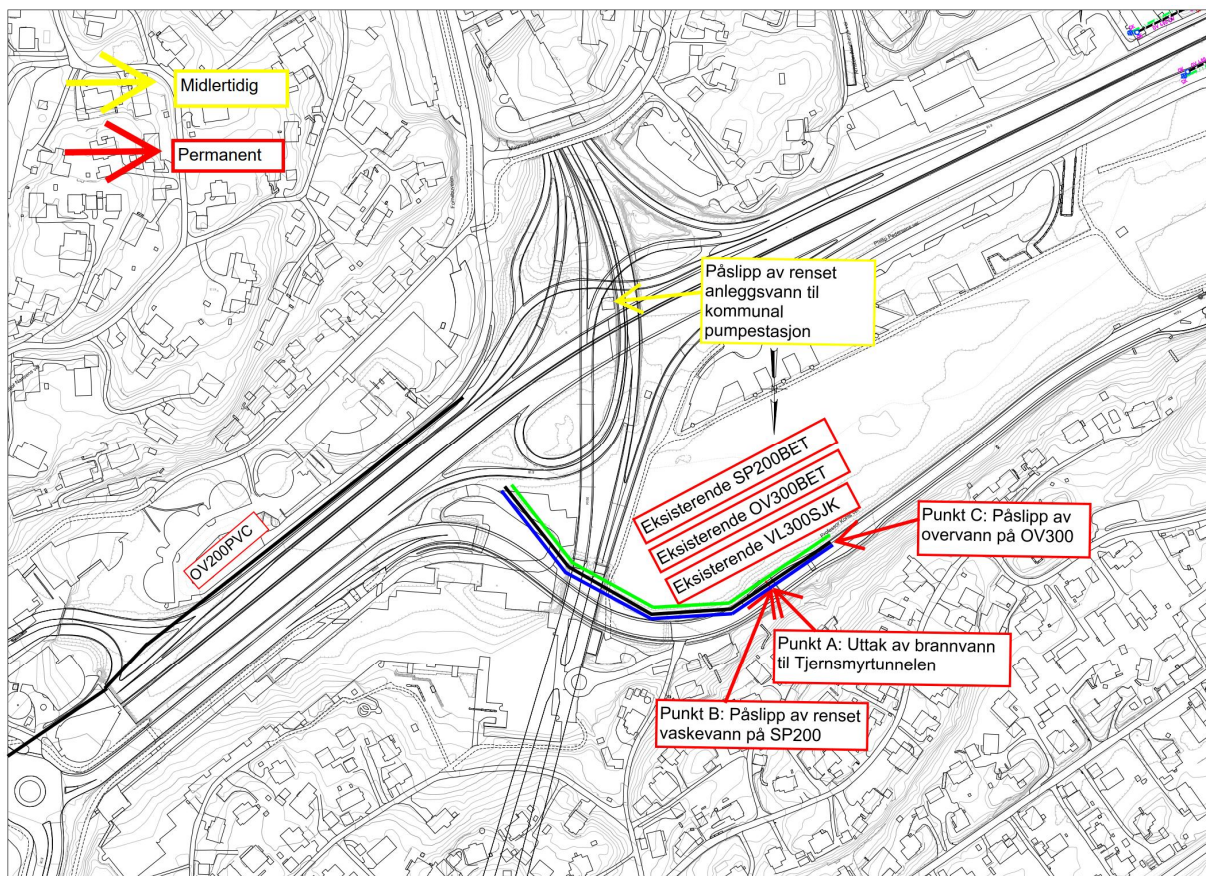 Midlertidig
Permanent
Påslipp av renset
anleggsvann til
kommunal
pumpestasjon
OV200PVC
Eksisterende SP200BET
Eksisterende OV300BET
Eksisterende VL300SJK
Punkt C: Påslipp av
overvann på OV300
Punkt A: Uttak av brannvann
til Tjernsmyrtunnelen
Punkt B: Påslipp av renset
vaskevann på SP200